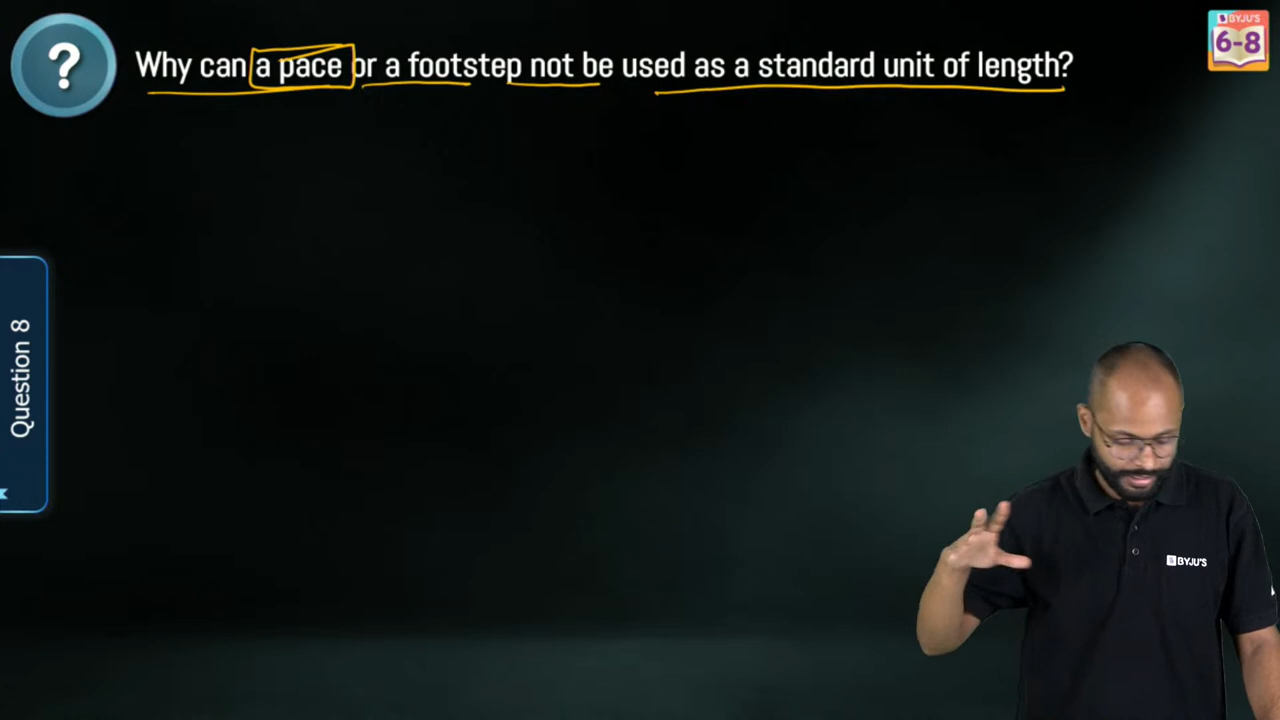 Why can a pace or a footstep not be used as a standard unit of length?
?
BYJU'S
6-8
Question 8
BYJU'S